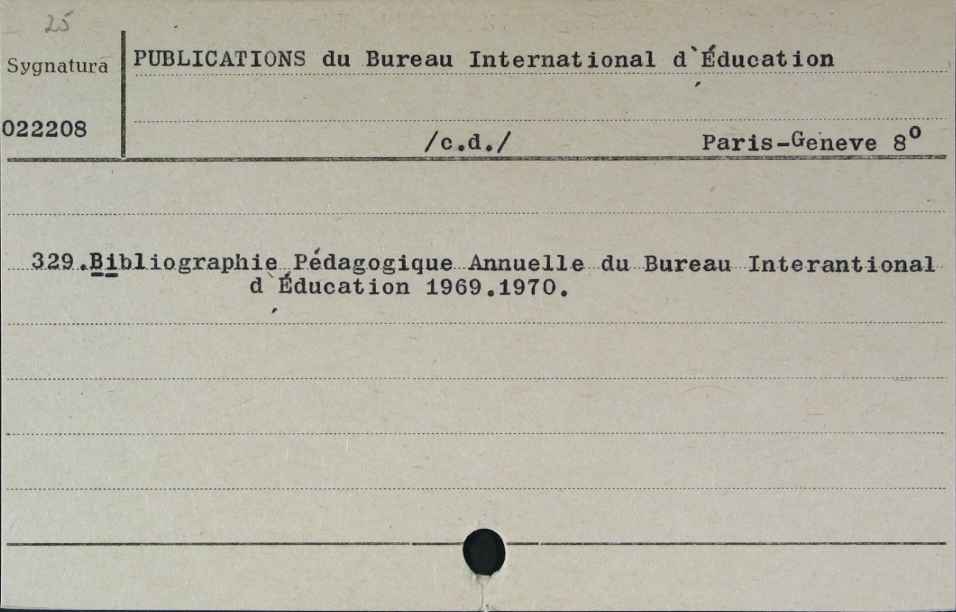 25
Sygnatura PUBLICATIONS du Bureau International d`Éducation
022208 /c.d./ Paris-Geneve 8º
329.Bibliographie Pédagogique Annuelle du Bureau Interantional
d`Éducation 1969.1970.